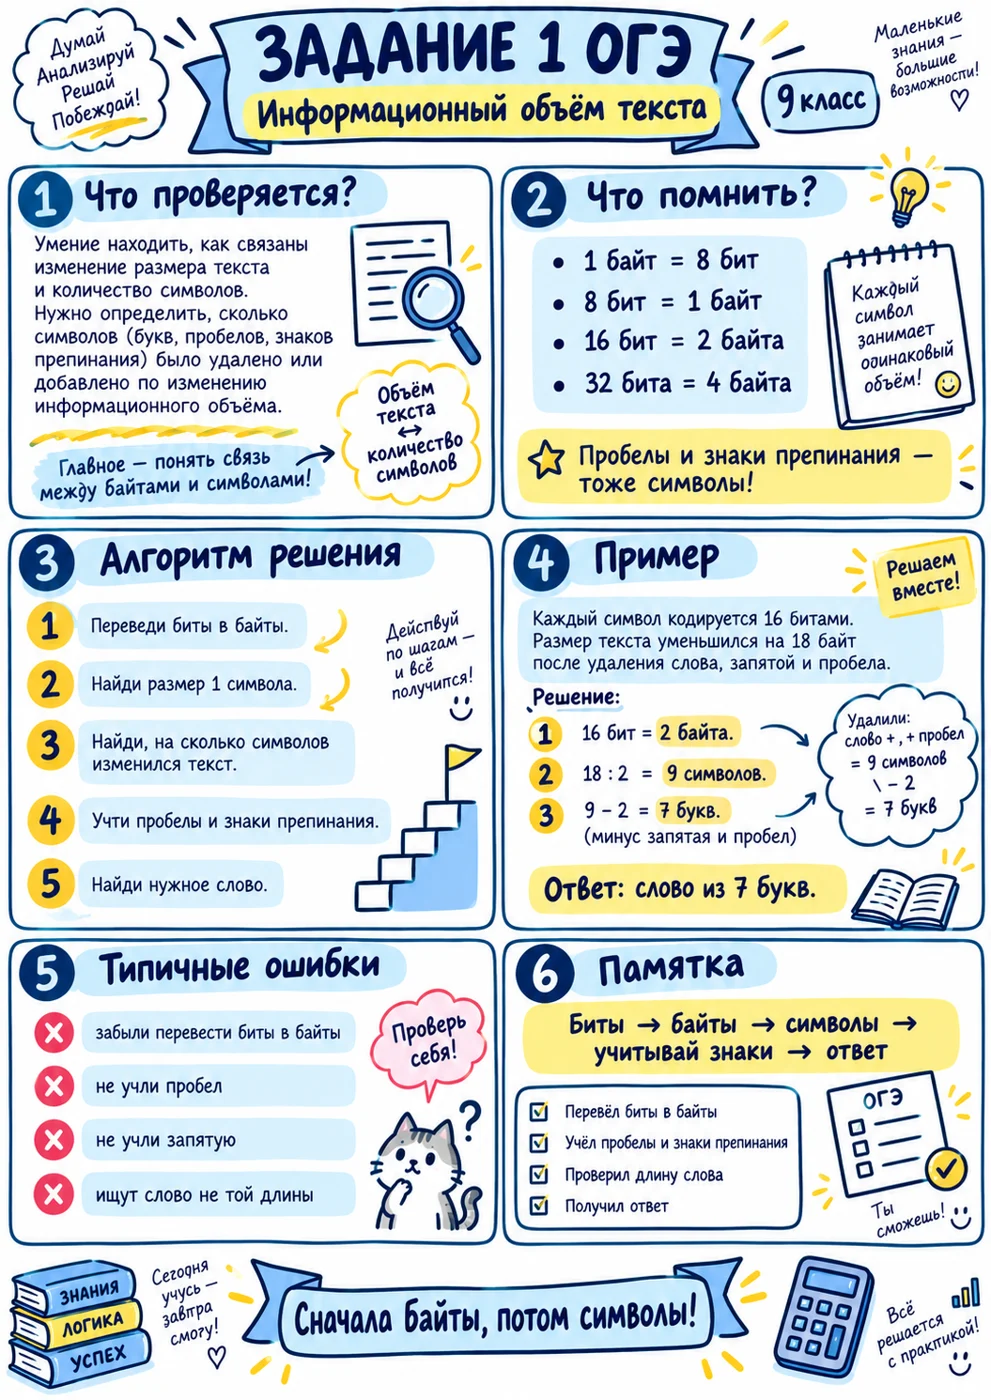 Думай
Анализируй
Решай
Побеждай!
ЗАДАНИЕ 1 ОГЭ
Информационный объём текста
9 класс
Маленькие
знания —
большие
возможности!
1 Что проверяется?
Умение находить, как связаны
изменение размера текста
и количество символов.
Нужно определить, сколько
символов (букв, пробелов, знаков
препинания) было удалено или
добавлено по изменению
информационного объёма.
Главное — понять связь
между байтами и символами!
Объём
текста
↔
количество
символов
2 Что помнить?
• 1 байт = 8 бит
• 8 бит = 1 байт
• 16 бит = 2 байта
• 32 бита = 4 байта
Каждый
символ
занимает
одинаковый
объём!
Пробелы и знаки препинания —
тоже символы!
3 Алгоритм решения
1 Переведи биты в байты.
2 Найди размер 1 символа.
3 Найди, на сколько символов
изменился текст.
4 Учти пробелы и знаки препинания.
5 Найди нужное слово.
Действуй
по шагам —
и всё
получится!
4 Пример
Решаем
вместе!
Каждый символ кодируется 16 битами.
Размер текста уменьшился на 18 байт
после удаления слова, запятой и пробела.
Решение:
1 16 бит = 2 байта.
2 18 : 2 = 9 символов.
3 9 – 2 = 7 букв.
(минус запятая и пробел)
Удалили:
слово + , + пробел
= 9 символов
\ – 2
= 7 букв
Ответ: слово из 7 букв.
5 Типичные ошибки
забыли перевести биты в байты
не учли пробел
не учли запятую
ищут слово не той длины
Проверь
себя!
?
6 Памятка
Биты → байты → символы →
учитывай знаки → ответ
Перевёл биты в байты
Учёл пробелы и знаки препинания
Проверил длину слова
Получил ответ
ОГЭ
Ты
сможешь!
ЗНАНИЯ
ЛОГИКА
УСПЕХ
Сегодня
учусь —
завтра
смогу!
Сначала байты, потом символы!
Всё
решается
с практикой!